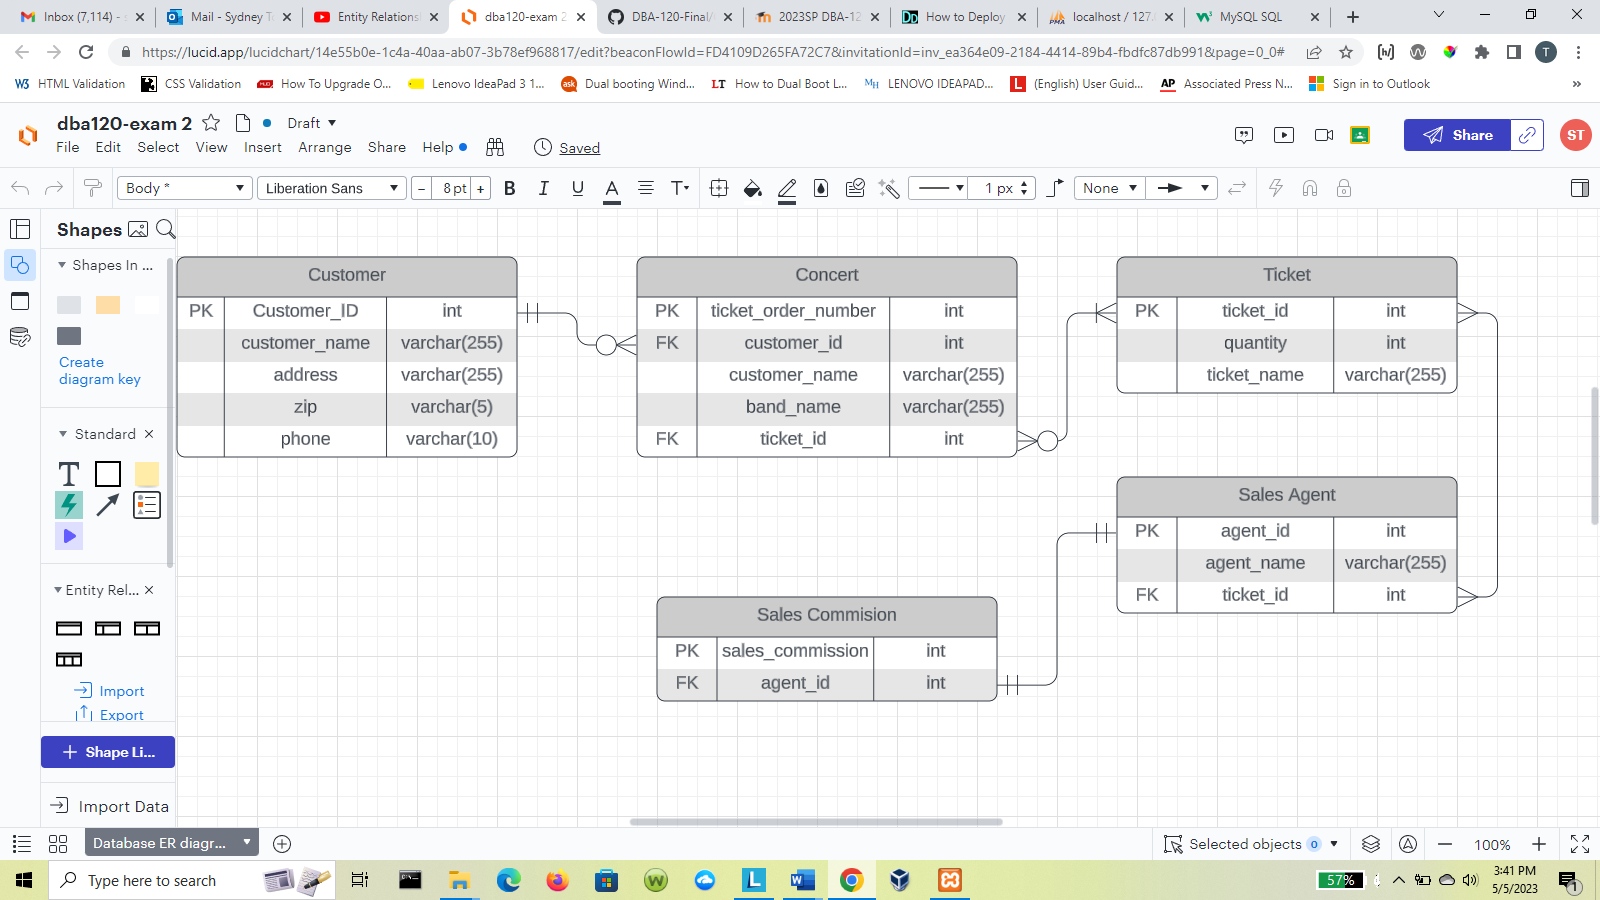 Inbox (7,114) - s
Mail - Sydney T
Entity Relations
dba120-exam 2
DBA-120-Final/
2023SP DBA-12
How to Deploy
localhost / 127.
MySQL SQL
https://lucid.app/lucidchart/14e55b0e-1c4a-40aa-ab07-3b78ef968817/edit?beaconFlowId=FD4109D265FA72C7&invitationId=inv_ea364e09-2184-4414-89b4-fbdfc87db991&page=0_0#
T
HTML Validation
CSS Validation
How To Upgrade O...
Lenovo IdeaPad 3 1...
Dual booting Wind...
How to Dual Boot L...
LENOVO IDEAPAD...
(English) User Guid...
Associated Press N...
Sign in to Outlook
»
dba120-exam 2
Draft
Share
ST
File Edit Select View Insert Arrange Share Help
Saved
Body *
Liberation Sans
- 8 pt +
B I U A T
1 px
None
Shapes
Shapes In ...
Create
diagram key
Standard
T
Entity Rel...
Import
Export
+ Shape Li...
Import Data
Customer
PK Customer_ID int
customer_name varchar(255)
address varchar(255)
zip varchar(5)
phone varchar(10)
Concert
PK ticket_order_number int
FK customer_id int
customer_name varchar(255)
band_name varchar(255)
FK ticket_id int
Ticket
PK ticket_id int
quantity int
ticket_name varchar(255)
Sales Agent
PK agent_id int
agent_name varchar(255)
FK ticket_id int
Sales Commision
PK sales_commission int
FK agent_id int
Database ER diagr...
Selected objects 0
100%
Type here to search
57%
3:41 PM
5/5/2023
1